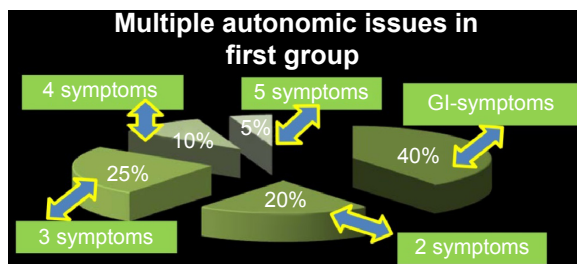 Multiple autonomic issues in
first group
4 symptoms
5 symptoms
GI-symptoms
10%
5%
40%
25%
20%
3 symptoms
2 symptoms